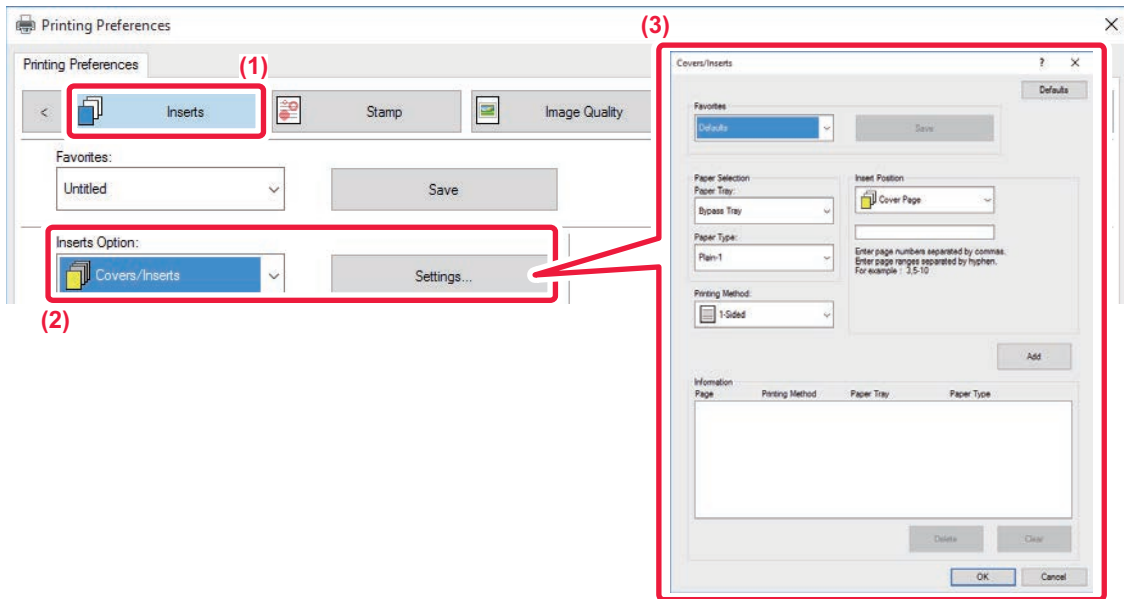 Printing Preferences
Printing Preferences
(1)
< Inserts Stamp Image Quality
Favorites:
Untitled Save
Inserts Option:
Covers/Inserts Settings...
(2)
(3)
Covers/Inserts ?
Defaults
Favorites
Defaults Save
Paper Selection
Paper Tray:
Bypass Tray
Paper Type:
Plain-1
Insert Position
Cover Page
Enter page numbers separated by commas.
Enter page ranges separated by hyphen.
For example : 3,5-10
Printing Method:
1-Sided
Add
Information
Page Printing Method Paper Tray Paper Type
Delete Clear
OK Cancel